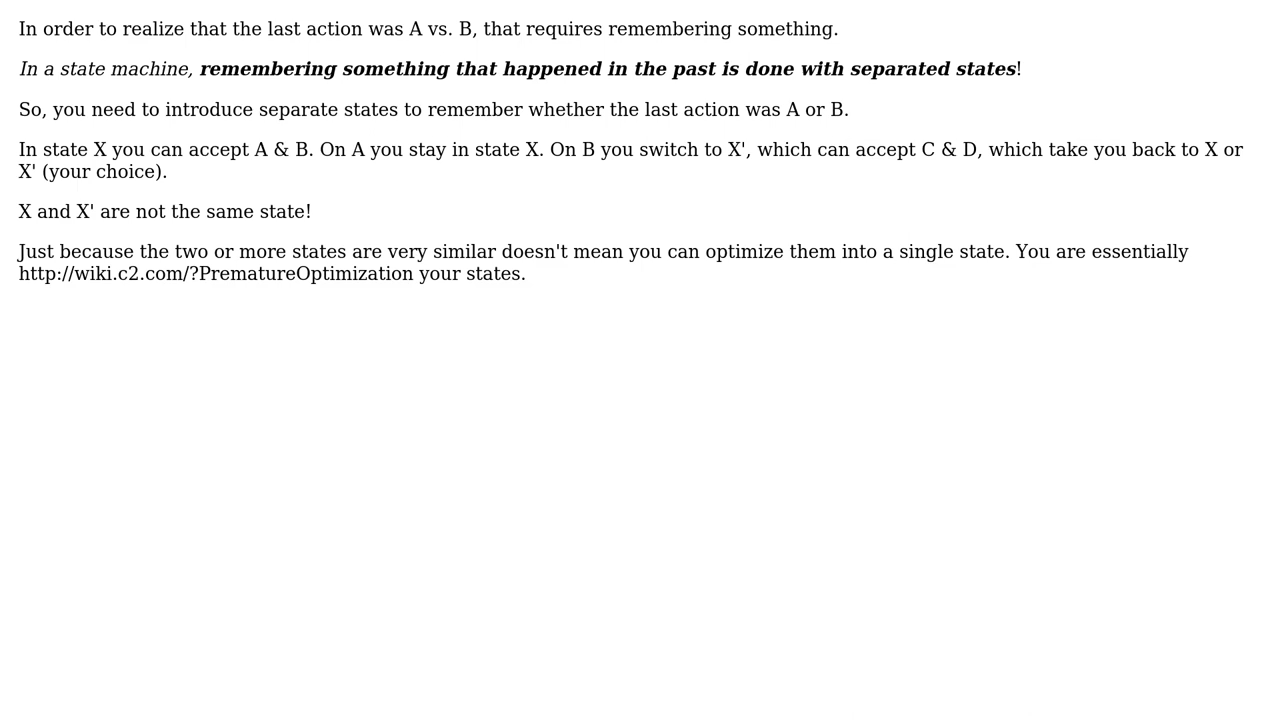 In order to realize that the last action was A vs. B, that requires remembering something.
In a state machine, remembering something that happened in the past is done with separated states!
So, you need to introduce separate states to remember whether the last action was A or B.
In state X you can accept A & B. On A you stay in state X. On B you switch to X', which can accept C & D, which take you back to X or
X' (your choice).
X and X' are not the same state!
Just because the two or more states are very similar doesn't mean you can optimize them into a single state. You are essentially
http://wiki.c2.com/?PrematureOptimization your states.